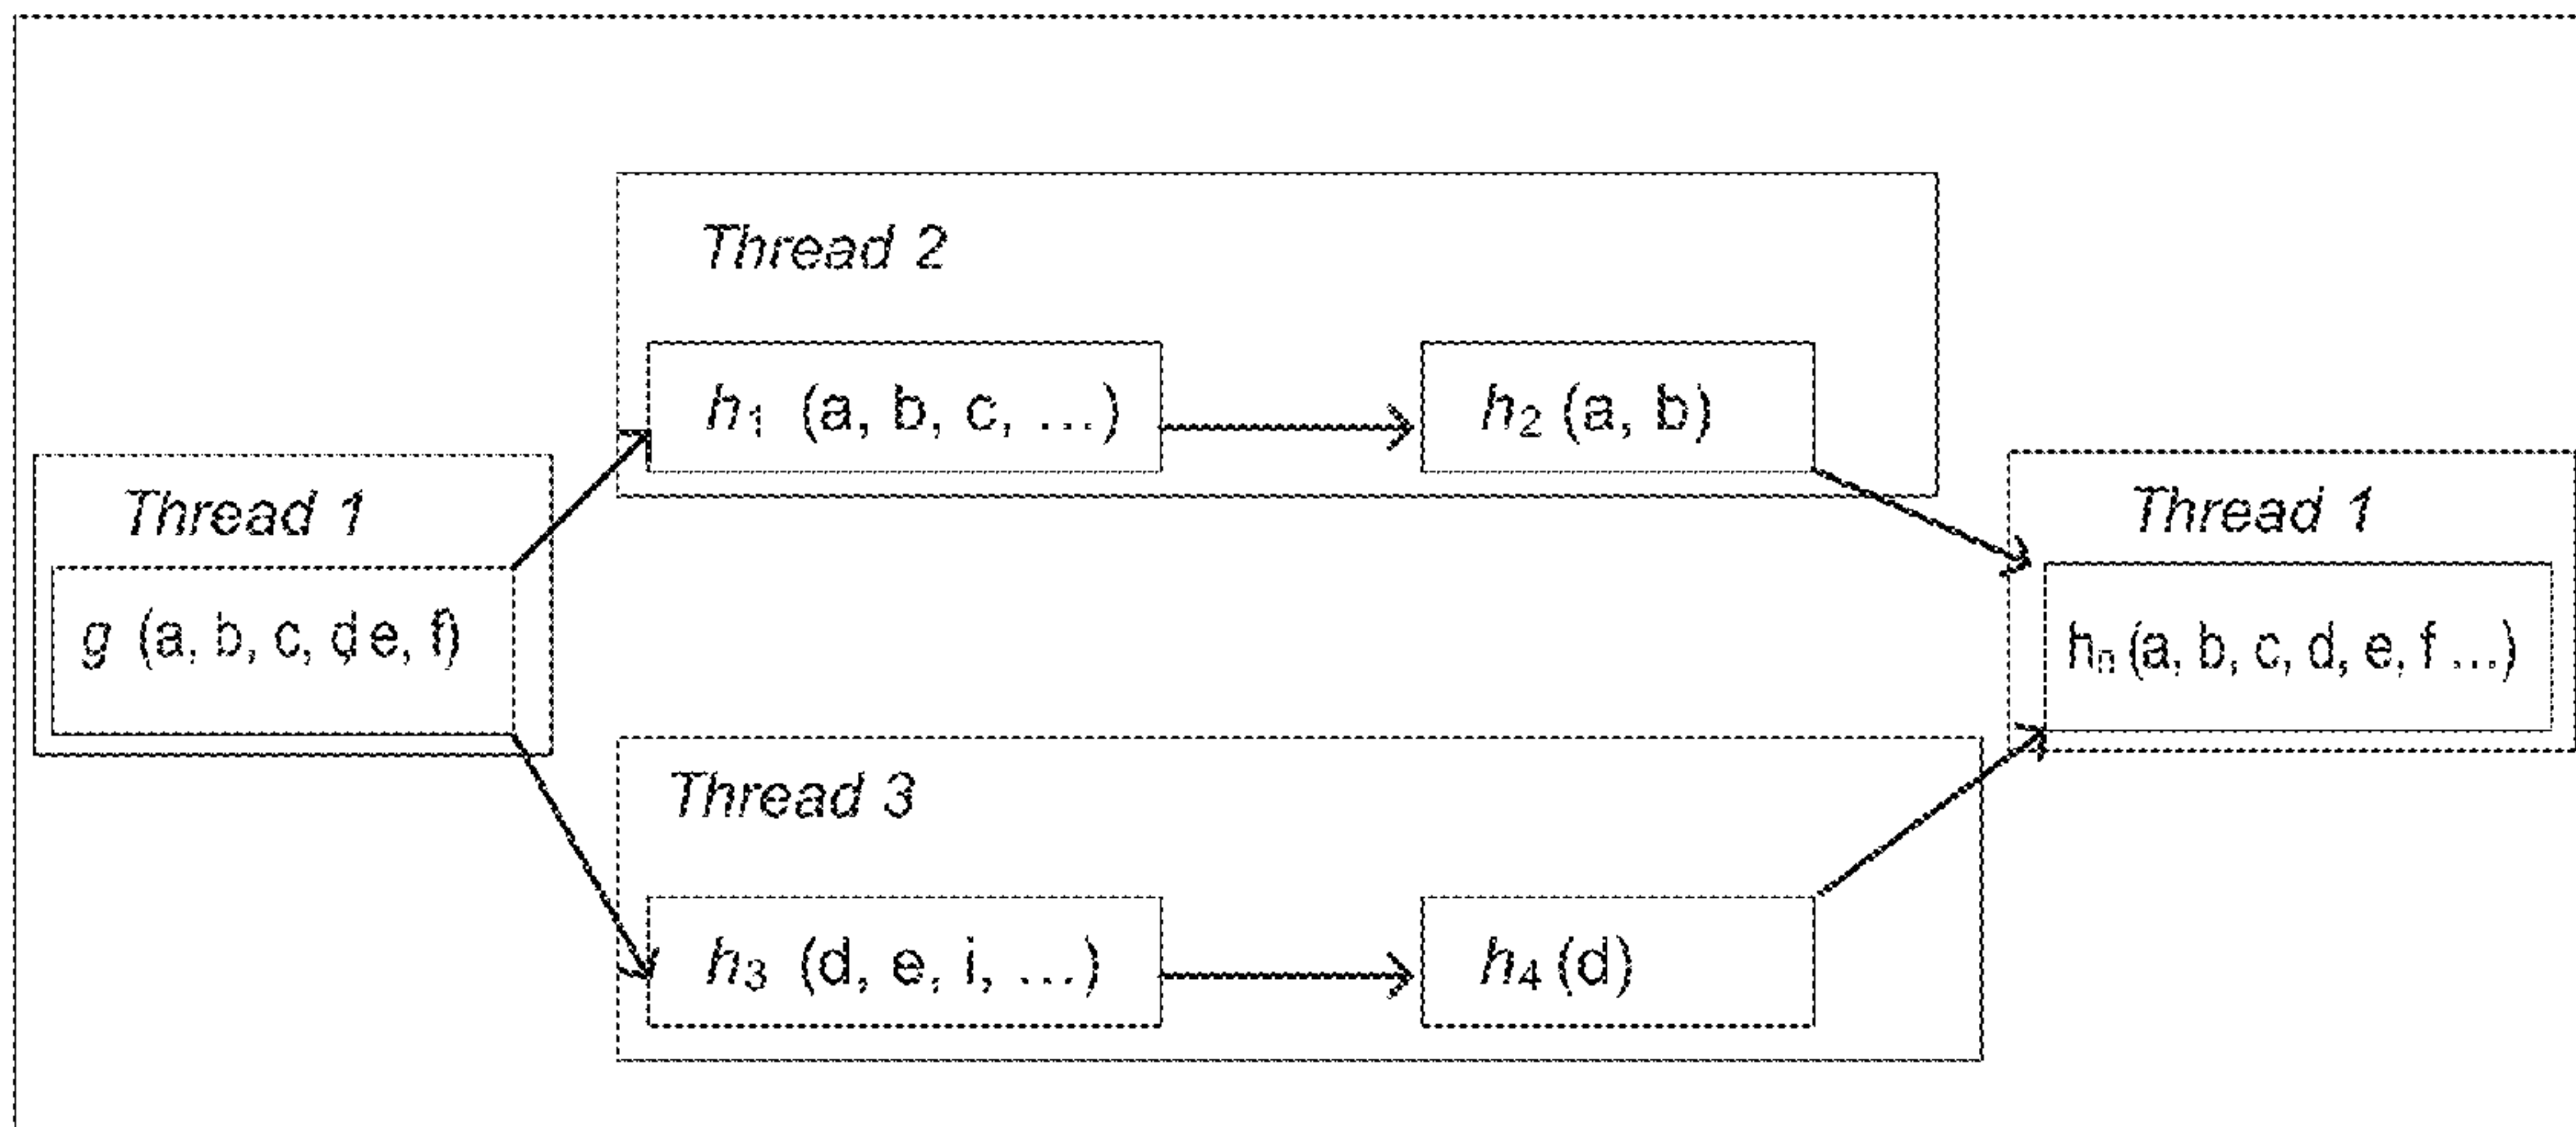 Thread 2
h₁ (a, b, c, ...)
h₂ (a, b)
Thread 1
g (a, b, c, d, e, f)
Thread 1
hₙ (a, b, c, d, e, f ...)
Thread 3
h₃ (d, e, i, ...)
h₄ (d)